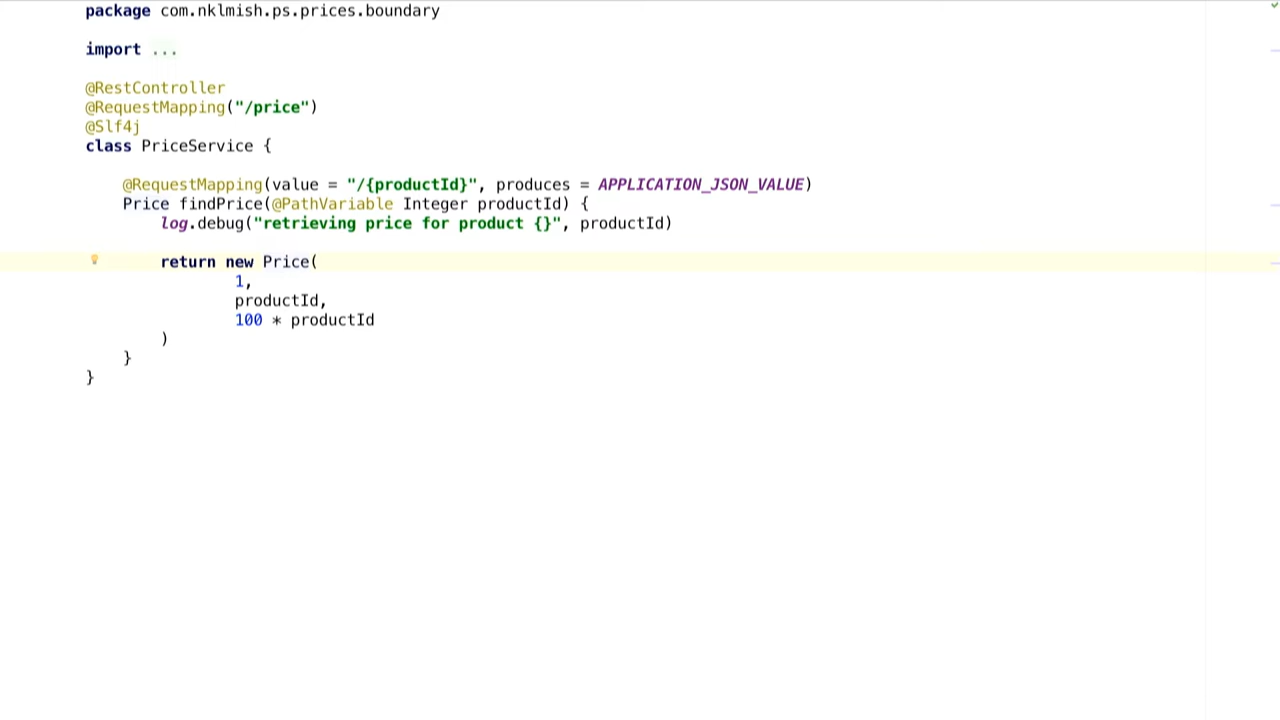 package com.nklmish.ps.prices.boundary
import ...
@RestController
@RequestMapping("/price")
@Slf4j
class PriceService {
@RequestMapping(value = "/{productId}", produces = APPLICATION_JSON_VALUE)
Price findPrice(@PathVariable Integer productId) {
log.debug("retrieving price for product {}", productId)
return new Price(
1,
productId,
100 * productId
)
}
}